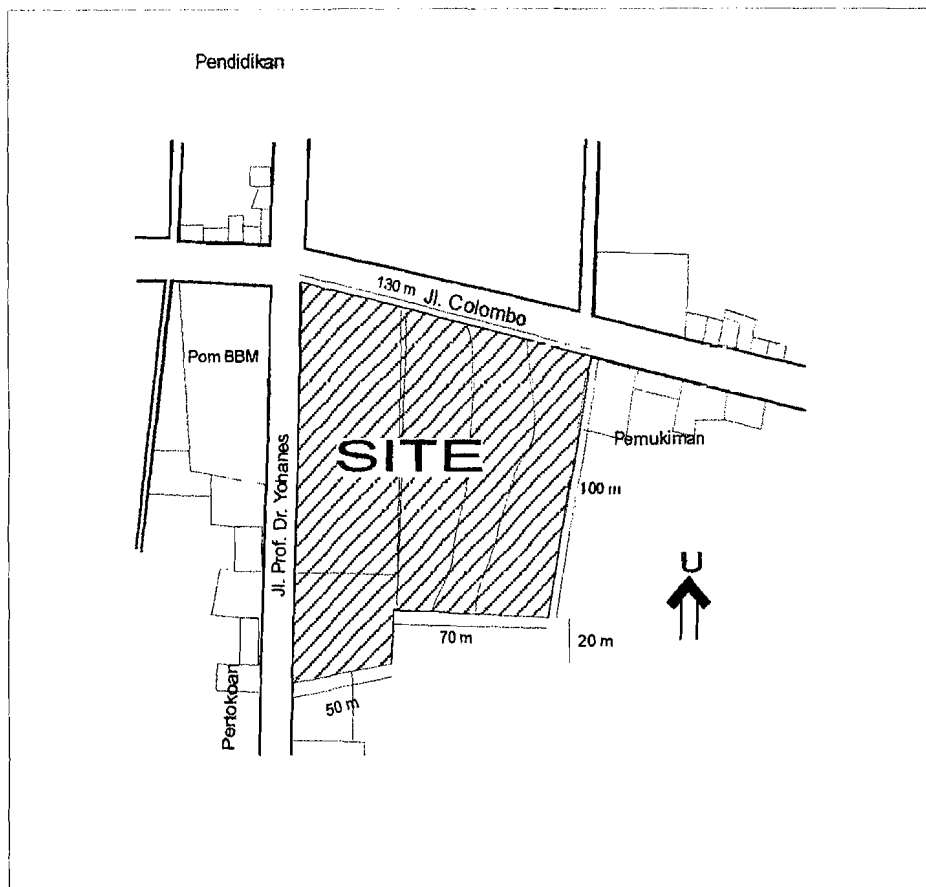 Pendidikan
130 m
Jl. Colombo
Pom BBM
Jl. Prof. Dr. Yohanes
SITE
Pemukiman
100 m
U
70 m
20 m
50 m
Pertokoan